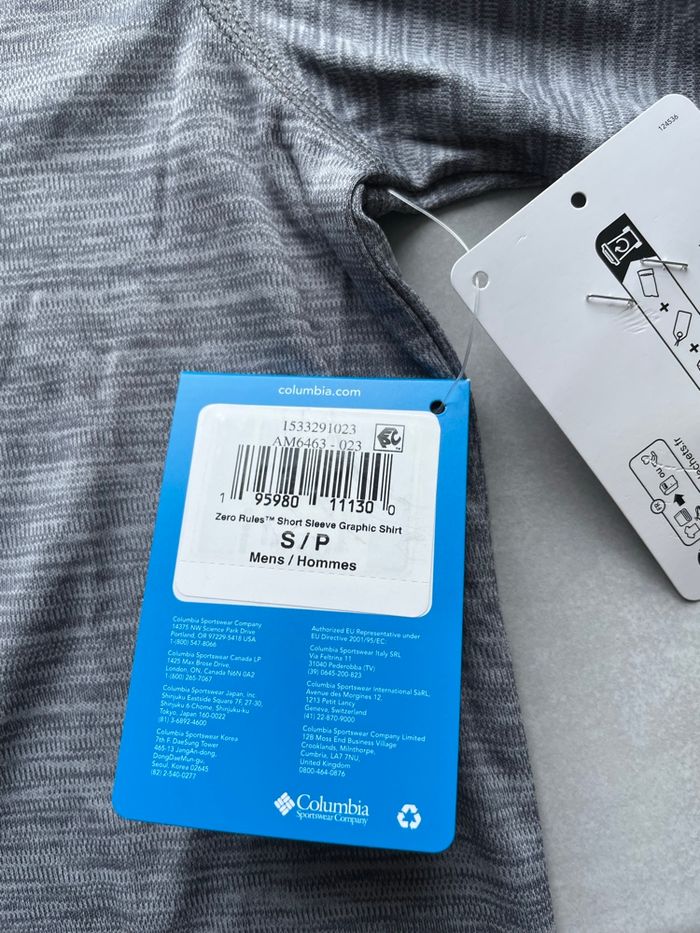 124536
columbia.com
1533291023
AM6463 - 023
1 95980 11130 0
Zero Rules™ Short Sleeve Graphic Shirt
S / P
Mens / Hommes
Columbia Sportswear Company
14375 NW Science Park Drive
Portland, OR 97229-5418 USA
1-(800) 547-8066
Columbia Sportswear Canada LP
1425 Max Brose Drive,
London, ON, Canada N6N 0A2
1-(800) 265-7067
Columbia Sportswear Japan, Inc.
Shinjuku Eastside Square 7F, 27-30,
Shinjuku 6 Chome, Shinjuku-ku
Tokyo, Japan 160-0022
(81) 3-6892-4600
Columbia Sportswear Korea
7th F. DaeSung Tower
465-13 JangAn-dong,
DongDaeMun-gu,
Seoul, Korea 02645
(82) 2-540-0277
Authorized EU Representative under
EU Directive 2001/95/EC:
Columbia Sportswear Italy SRL
Via Feltrina 11
31040 Pederobba (TV)
(39) 0645-200-823
Columbia Sportswear International SàRL,
Avenue des Morgines 12,
1213 Petit Lancy
Geneva, Switzerland
(41) 22-870-9000
Columbia Sportswear Company Limited
12B Moss End Business Village
Crooklands, Milnthorpe,
Cumbria, LA7 7NU,
United Kingdom
0800-464-0876
Columbia
Sportswear Company
ou
FR